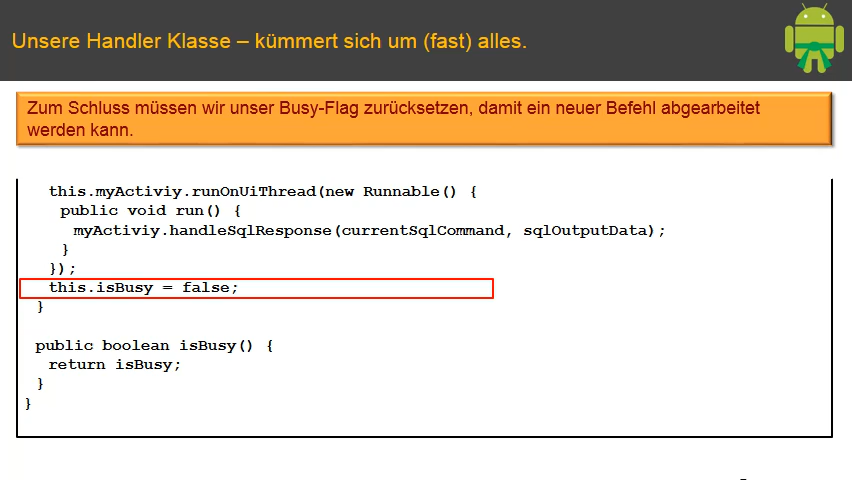 Unsere Handler Klasse – kümmert sich um (fast) alles.
Zum Schluss müssen wir unser Busy-Flag zurücksetzen, damit ein neuer Befehl abgearbeitet
werden kann.
this.myActiviy.runOnUiThread(new Runnable() {
public void run() {
myActiviy.handleSqlResponse(currentSqlCommand, sqlOutputData);
}
});
this.isBusy = false;
}
public boolean isBusy() {
return isBusy;
}
}